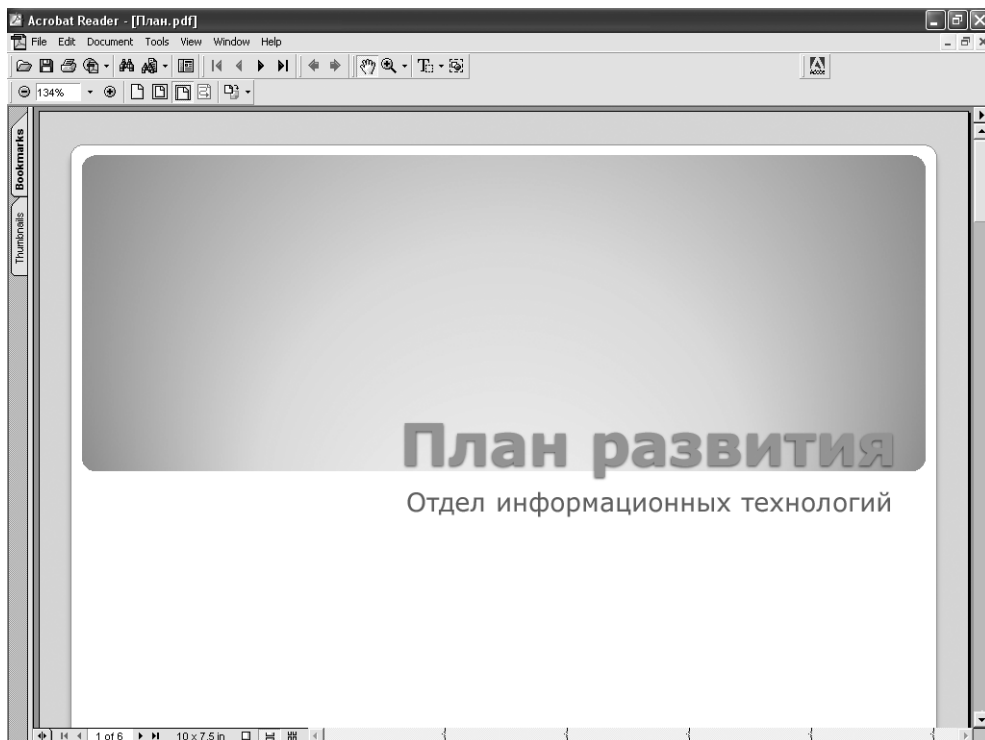 Acrobat Reader - [План.pdf]
File Edit Document Tools View Window Help
Adobe
134%
Bookmarks
Thumbnails
План развития
Отдел информационных технологий
1 of 6 10 x 7.5 in